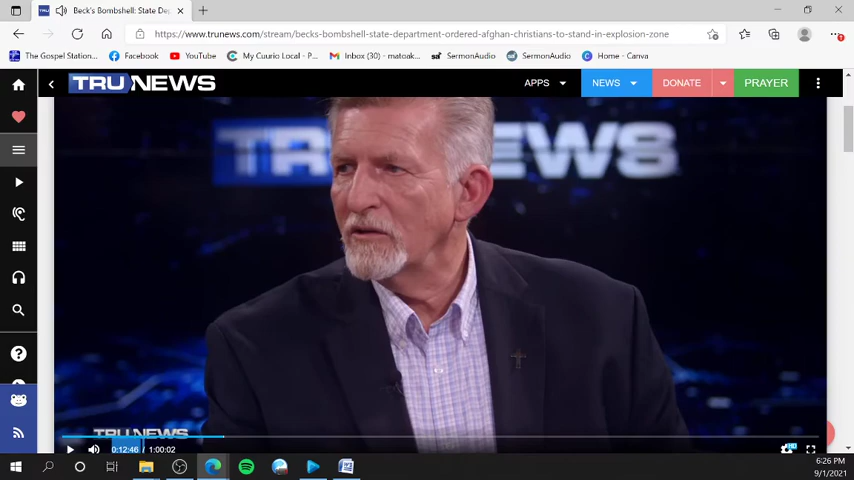 Beck's Bombshell: State De
https://www.trunews.com/stream/becks-bombshell-state-department-ordered-afghan-christians-to-stand-in-explosion-zone
The Gospel Station...
Facebook
YouTube
My Cuurio Local - P...
Inbox (30) - matoak...
SermonAudio
SermonAudio
Home - Canva
TRUNEWS
APPS
NEWS
DONATE
PRAYER
TRUNEWS
TRUNEWS
0:12:46 / 1:00:02
HD
6:26 PM
9/1/2021